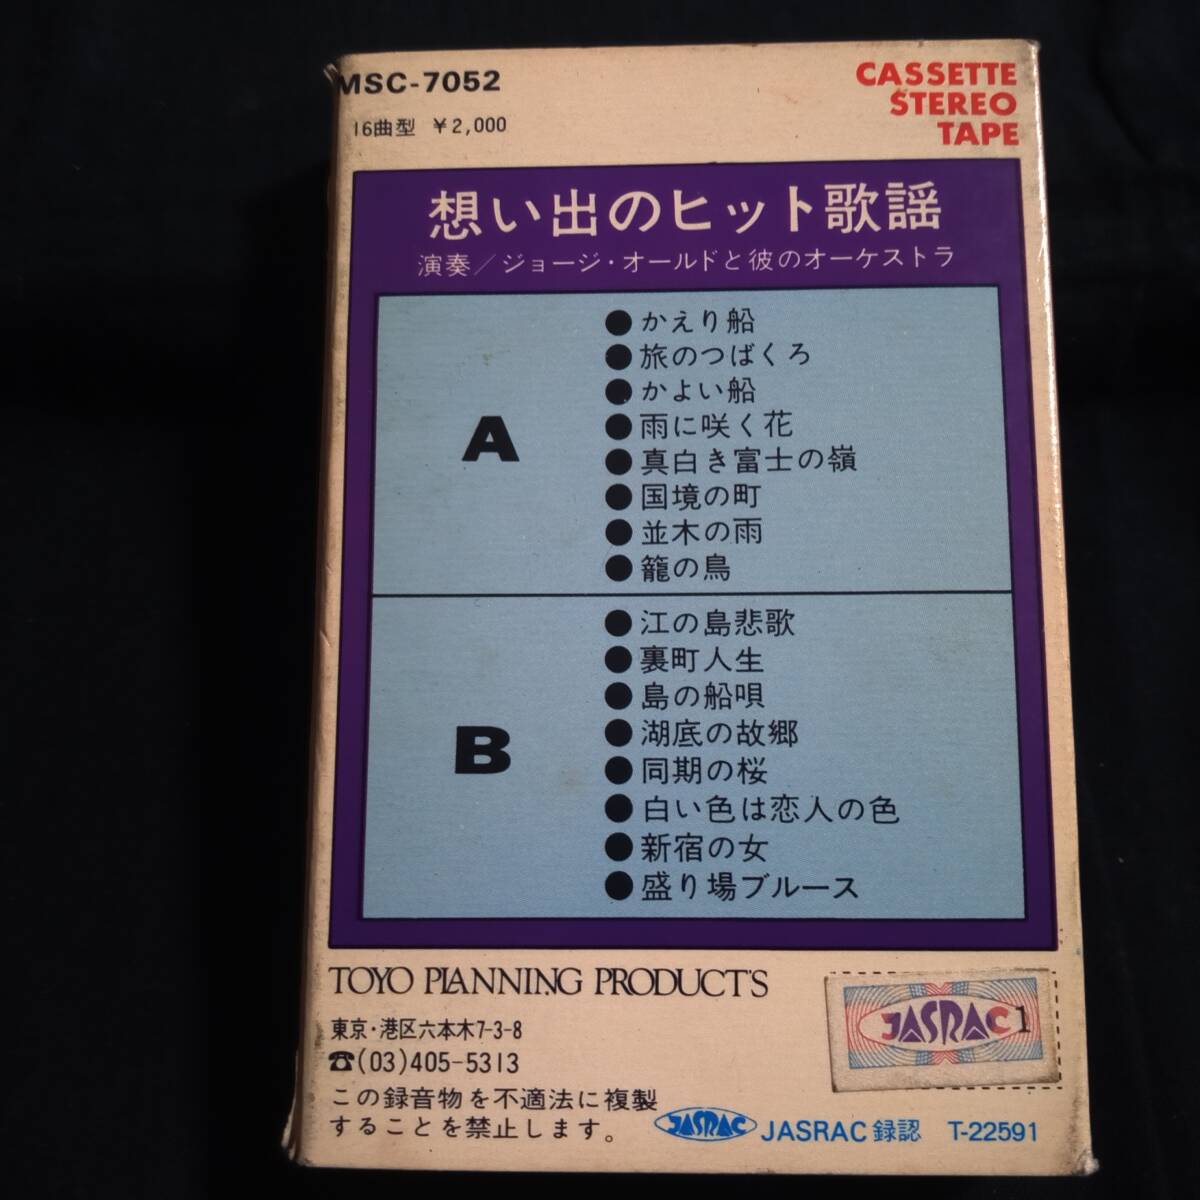 MSC-7052
16曲型 ¥2,000
CASSETTE
STEREO
TAPE
想い出のヒット歌謡
演奏/ジョージ・オールドと彼のオーケストラ
A
●かえり船
●旅のつばくろ
●かよい船
●雨に咲く花
●真白き富士の嶺
●国境の町
●並木の雨
●籠の鳥
B
●江の島悲歌
●裏町人生
●島の船唄
●湖底の故郷
●同期の桜
●白い色は恋人の色
●新宿の女
●盛り場ブルース
TOYO PLANNING PRODUCT'S
東京・港区六本木7-3-8
☎(03)405-5313
この録音物を不適法に複製
することを禁止します。
JASRAC 1
JASRAC JASRAC 録認 T-22591